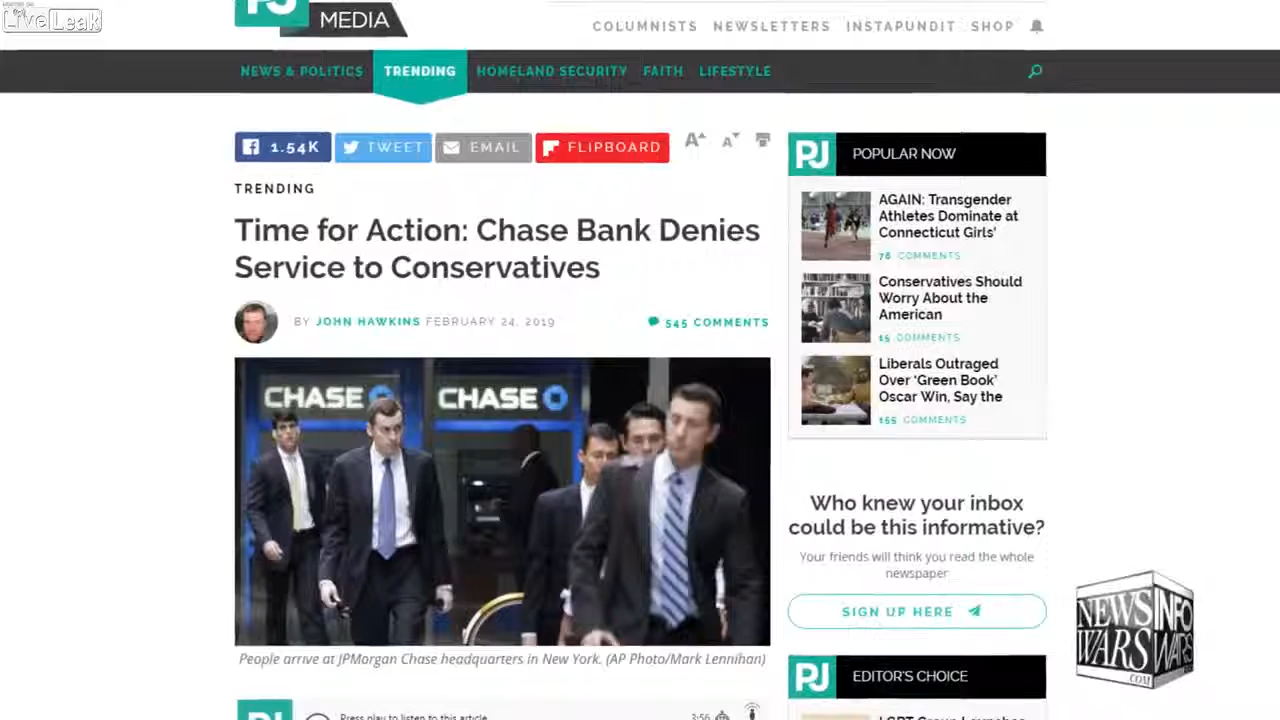 LiveLeak
PJ
MEDIA
COLUMNISTS NEWSLETTERS INSTAPUNDIT SHOP
NEWS & POLITICS TRENDING HOMELAND SECURITY FAITH LIFESTYLE
1.54K TWEET EMAIL FLIPBOARD A A
TRENDING
Time for Action: Chase Bank Denies
Service to Conservatives
BY JOHN HAWKINS FEBRUARY 24, 2019
545 COMMENTS
CHASE CHASE
People arrive at JPMorgan Chase headquarters in New York. (AP Photo/Mark Lennihan)
Press play to listen to this article
3:56
PJ POPULAR NOW
AGAIN: Transgender
Athletes Dominate at
Connecticut Girls'
78 COMMENTS
Conservatives Should
Worry About the
American
15 COMMENTS
Liberals Outraged
Over 'Green Book'
Oscar Win, Say the
155 COMMENTS
Who knew your inbox
could be this informative?
Your friends will think you read the whole
newspaper
SIGN UP HERE
PJ EDITOR'S CHOICE
NEWS
WARS
.COM
INFO
WARS